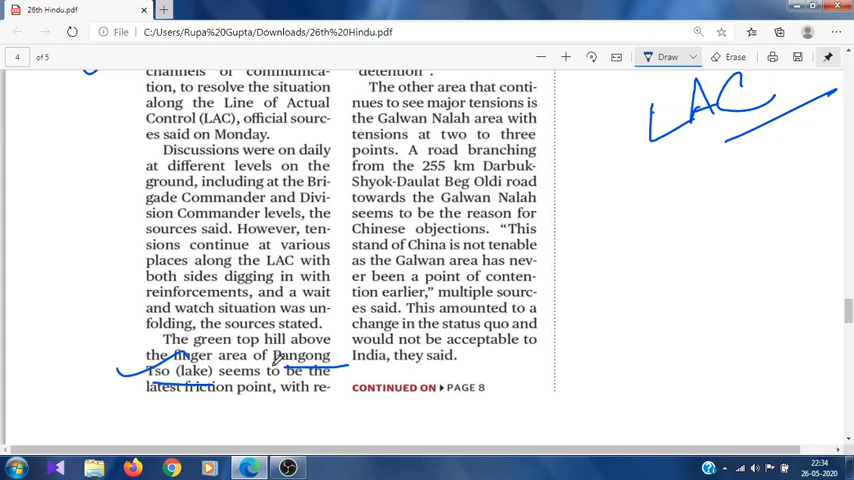 26th Hindu.pdf
File
C:/Users/Rupa%20Gupta/Downloads/26th%20Hindu.pdf
4
of 5
Draw
Erase
channels of communica-
tion, to resolve the situation
along the Line of Actual
Control (LAC), official sourc-
es said on Monday.
Discussions were on daily
at different levels on the
ground, including at the Bri-
gade Commander and Divi-
sion Commander levels, the
sources said. However, ten-
sions continue at various
places along the LAC with
both sides digging in with
reinforcements, and a wait
and watch situation was un-
folding, the sources stated.
The green top hill above
the finger area of Pangong
Tso (lake) seems to be the
latest friction point, with re-
detention".
The other area that conti-
nues to see major tensions is
the Galwan Nalah area with
tensions at two to three
points. A road branching
from the 255 km Darbuk-
Shyok-Daulat Beg Oldi road
towards the Galwan Nalah
seems to be the reason for
Chinese objections. "This
stand of China is not tenable
as the Galwan area has nev-
er been a point of conten-
tion earlier," multiple sourc-
es said. This amounted to
a change in the status quo and
would not be acceptable to
India, they said.
CONTINUED ON PAGE 8
LAC
22:34
26-05-2020